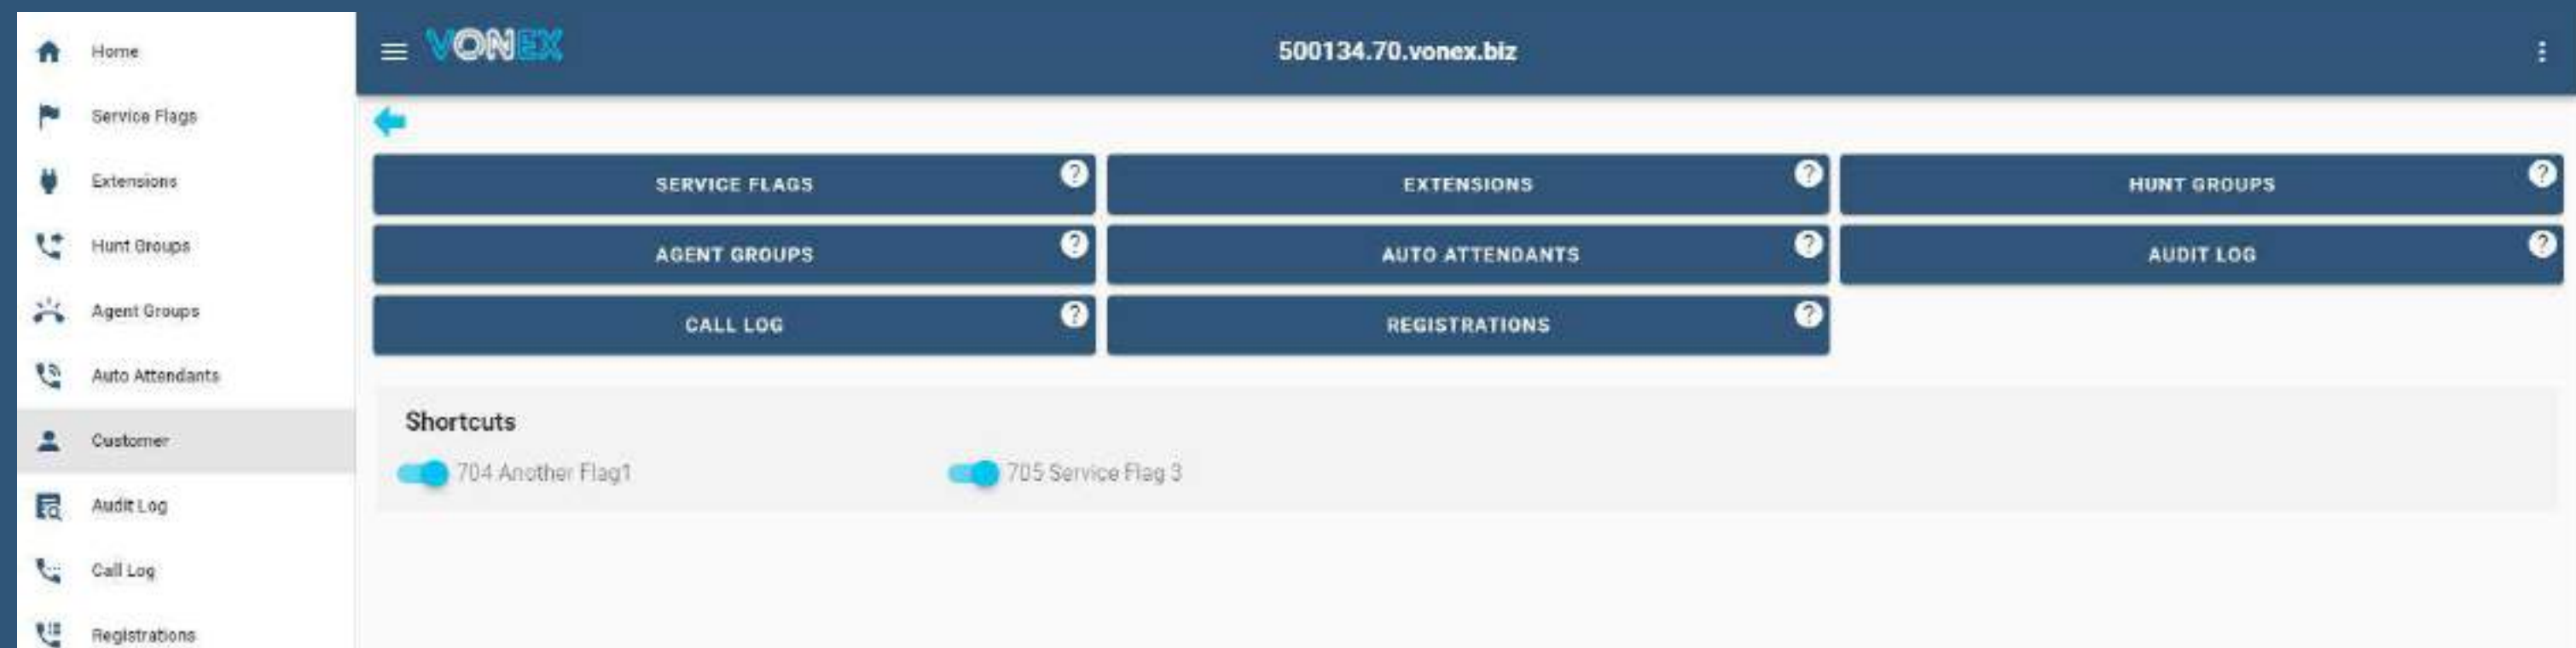 Home
Service Flags
Extensions
Hunt Groups
Agent Groups
Auto Attendants
Customer
Audit Log
Call Log
Registrations
VONEX
500134.70.vonex.biz
SERVICE FLAGS ?
EXTENSIONS ?
HUNT GROUPS ?
AGENT GROUPS ?
AUTO ATTENDANTS ?
AUDIT LOG ?
CALL LOG ?
REGISTRATIONS ?
Shortcuts
704 Another Flag1
705 Service Flag 3